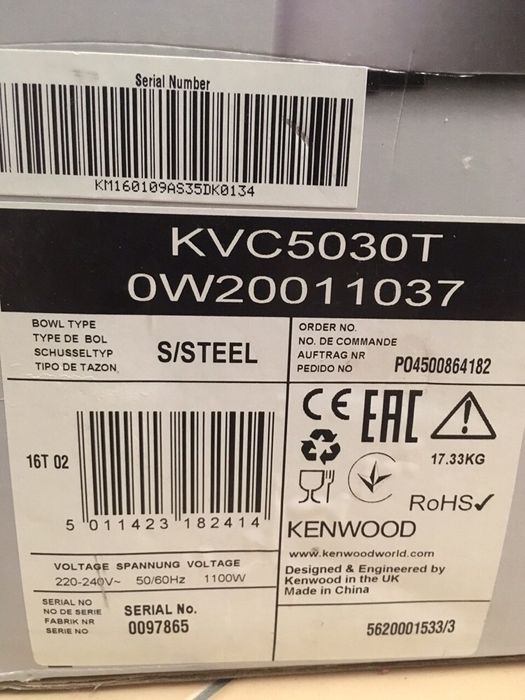 Serial Number
KM160109AS35DK0134
KVC5030T
0W20011037
BOWL TYPE
TYPE DE BOL
SCHUSSELTYP
TIPO DE TAZON
S/STEEL
ORDER NO.
NO. DE COMMANDE
AUFTRAG NR
PEDIDO NO
PO4500864182
16T 02
5 011423 182414
CE EAC
17.33KG
RoHS✓
KENWOOD
www.kenwoodworld.com
Designed & Engineered by
Kenwood in the UK
Made in China
VOLTAGE SPANNUNG VOLTAGE
220-240V~ 50/60Hz 1100W
SERIAL NO
NO DE SERIE
FABRIK NR
SERIE NO
SERIAL No.
0097865
5620001533/3